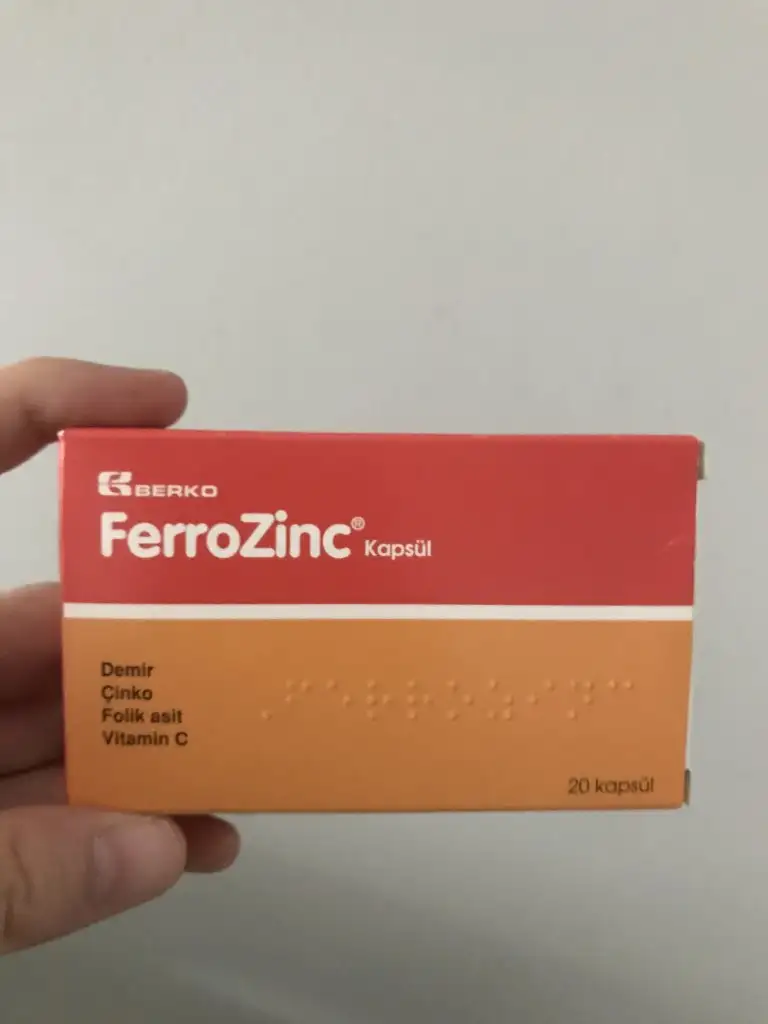 BERKO
FerroZinc® Kapsül
Demir
Çinko
Folik asit
Vitamin C
20 kapsül